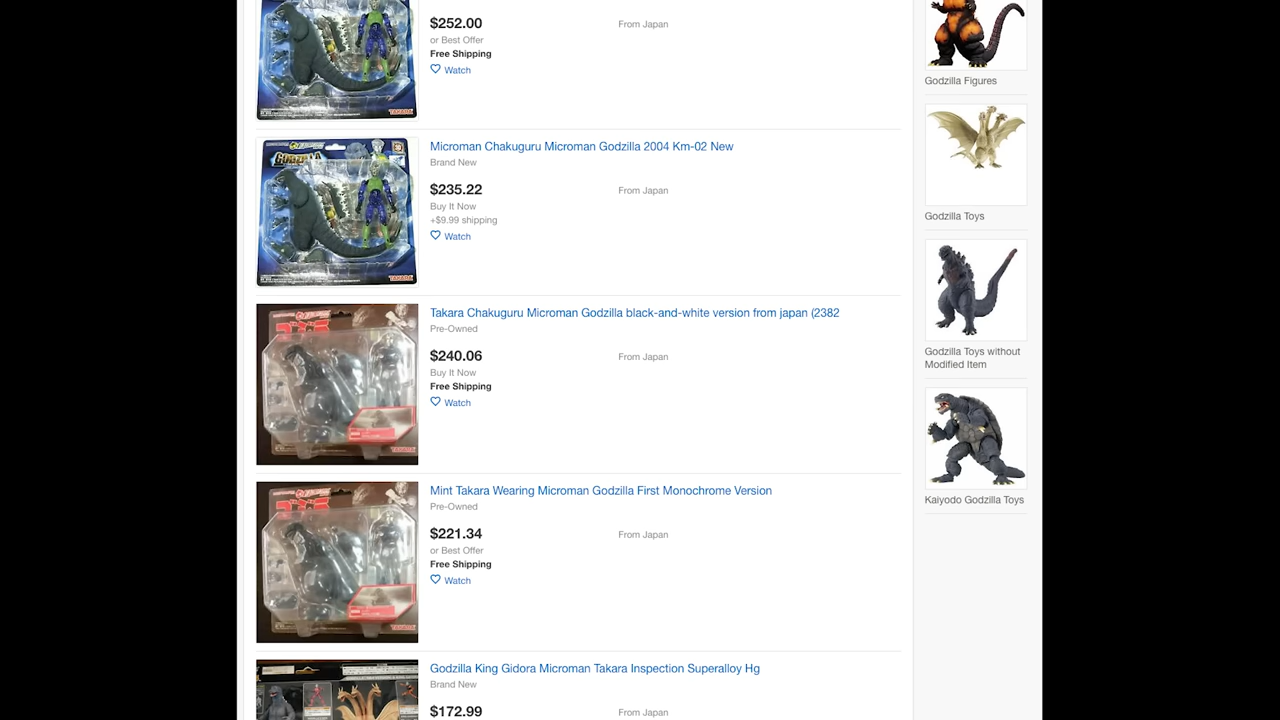 $252.00
From Japan
or Best Offer
Free Shipping
Watch
TAKARA
Microman Chakuguru Microman Godzilla 2004 Km-02 New
Brand New
$235.22
From Japan
Buy It Now
+$9.99 shipping
Watch
GODZILLA
TAKARA
Takara Chakuguru Microman Godzilla black-and-white version from japan (2382
Pre-Owned
$240.06
From Japan
Buy It Now
Free Shipping
Watch
TAKARA
Mint Takara Wearing Microman Godzilla First Monochrome Version
Pre-Owned
$221.34
From Japan
or Best Offer
Free Shipping
Watch
TAKARA
Godzilla King Gidora Microman Takara Inspection Superalloy Hg
Brand New
$172.99
From Japan
Godzilla Figures
Godzilla Toys
Godzilla Toys without
Modified Item
Kaiyodo Godzilla Toys